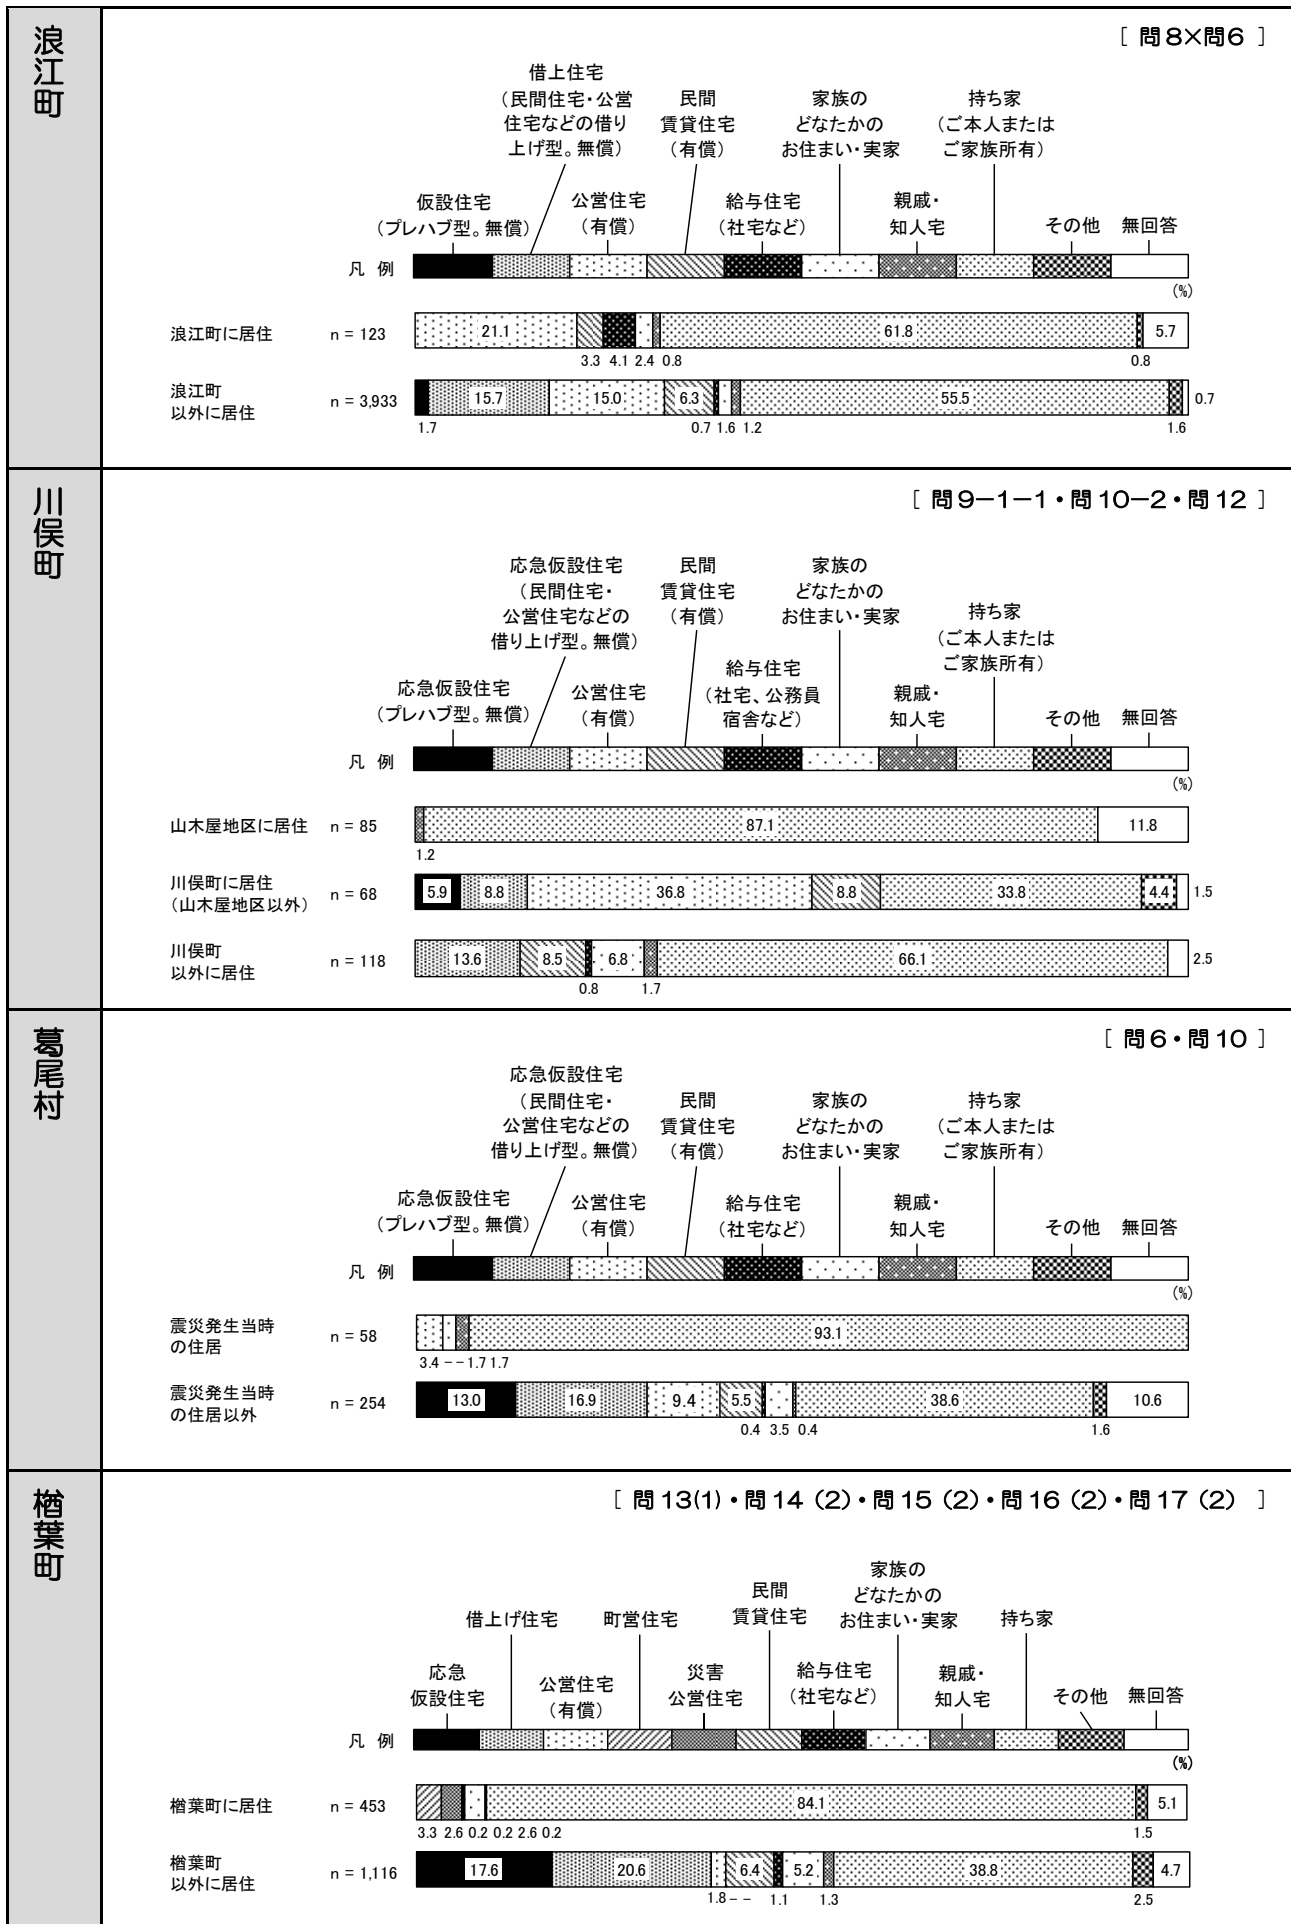 浪江町
［ 問8×問6 ］
借上住宅
（民間住宅・公営
住宅などの借り
上げ型。無償）
民間
賃貸住宅
（有償）
家族の
どなたかの
お住まい・実家
持ち家
（ご本人または
ご家族所有）
仮設住宅
（プレハブ型。無償）
公営住宅
（有償）
給与住宅
（社宅など）
親戚・
知人宅
その他
無回答
凡 例
(%)
浪江町に居住 n = 123
21.1 61.8 5.7
3.3 4.1 2.4 0.8 0.8
浪江町
以外に居住
n = 3,933
15.7 15.0 6.3 55.5 0.7
1.7 0.7 1.6 1.2 1.6
川俣町
［ 問9－1－1・問10－2・問12 ］
応急仮設住宅
（民間住宅・
公営住宅などの
借り上げ型。無償）
民間
賃貸住宅
（有償）
家族の
どなたかの
お住まい・実家
持ち家
（ご本人または
ご家族所有）
応急仮設住宅
（プレハブ型。無償）
公営住宅
（有償）
給与住宅
（社宅、公務員
宿舎など）
親戚・
知人宅
その他
無回答
凡 例
(%)
山木屋地区に居住 n = 85
87.1 11.8
1.2
川俣町に居住
（山木屋地区以外）
n = 68
5.9 8.8 36.8 8.8 33.8 4.4 1.5
川俣町
以外に居住
n = 118
13.6 8.5 6.8 66.1 2.5
0.8 1.7
葛尾村
［ 問6・問10 ］
応急仮設住宅
（民間住宅・
公営住宅などの
借り上げ型。無償）
民間
賃貸住宅
（有償）
家族の
どなたかの
お住まい・実家
持ち家
（ご本人または
ご家族所有）
応急仮設住宅
（プレハブ型。無償）
公営住宅
（有償）
給与住宅
（社宅など）
親戚・
知人宅
その他
無回答
凡 例
(%)
震災発生当時
の住居
n = 58
93.1
3.4 − − 1.7 1.7
震災発生当時
の住居以外
n = 254
13.0 16.9 9.4 5.5 38.6 10.6
0.4 3.5 0.4 1.6
楢葉町
［ 問13(1)・問14（2）・問15（2）・問16（2）・問17（2） ］
借上げ住宅
町営住宅
民間
賃貸住宅
家族の
どなたかの
お住まい・実家
持ち家
応急
仮設住宅
公営住宅
（有償）
災害
公営住宅
給与住宅
（社宅など）
親戚・
知人宅
その他
無回答
凡 例
(%)
楢葉町に居住 n = 453
84.1 5.1
3.3 2.6 0.2 0.2 2.6 0.2 1.5
楢葉町
以外に居住
n = 1,116
17.6 20.6 6.4 5.2 38.8 4.7
1.8 − − 1.1 1.3 2.5